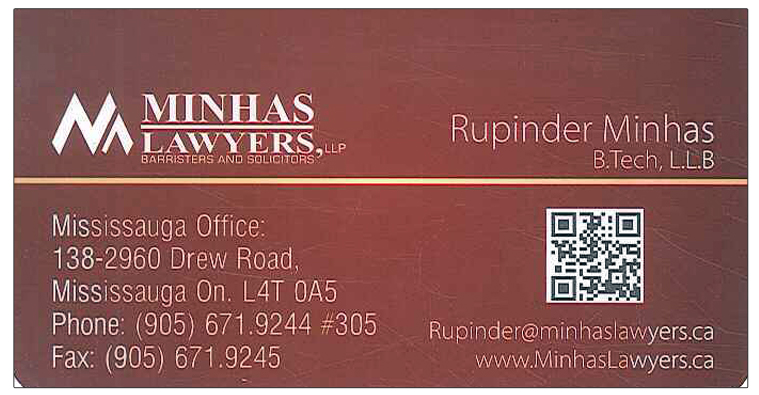 MINHAS
LAWYERS, LLP
BARRISTERS AND SOLICITORS
Rupinder Minhas
B.Tech, L.L.B
Mississauga Office:
138-2960 Drew Road,
Mississauga On. L4T 0A5
Phone: (905) 671.9244 #305
Fax: (905) 671.9245
Rupinder@minhaslawyers.ca
www.MinhasLawyers.ca